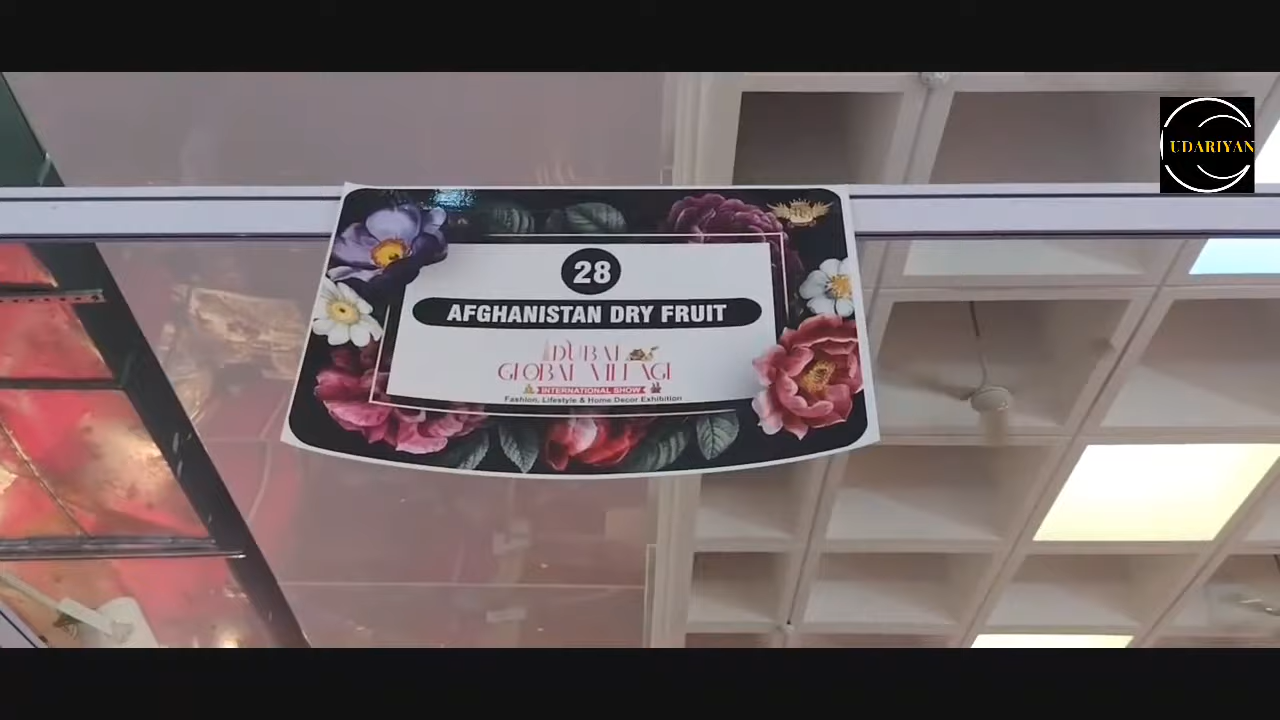 UDARIYAN
28
AFGHANISTAN DRY FRUIT
DUBAI
GLOBAL VILLAGE
INTERNATIONAL SHOW
Fashion, Lifestyle & Home Decor Exhibition